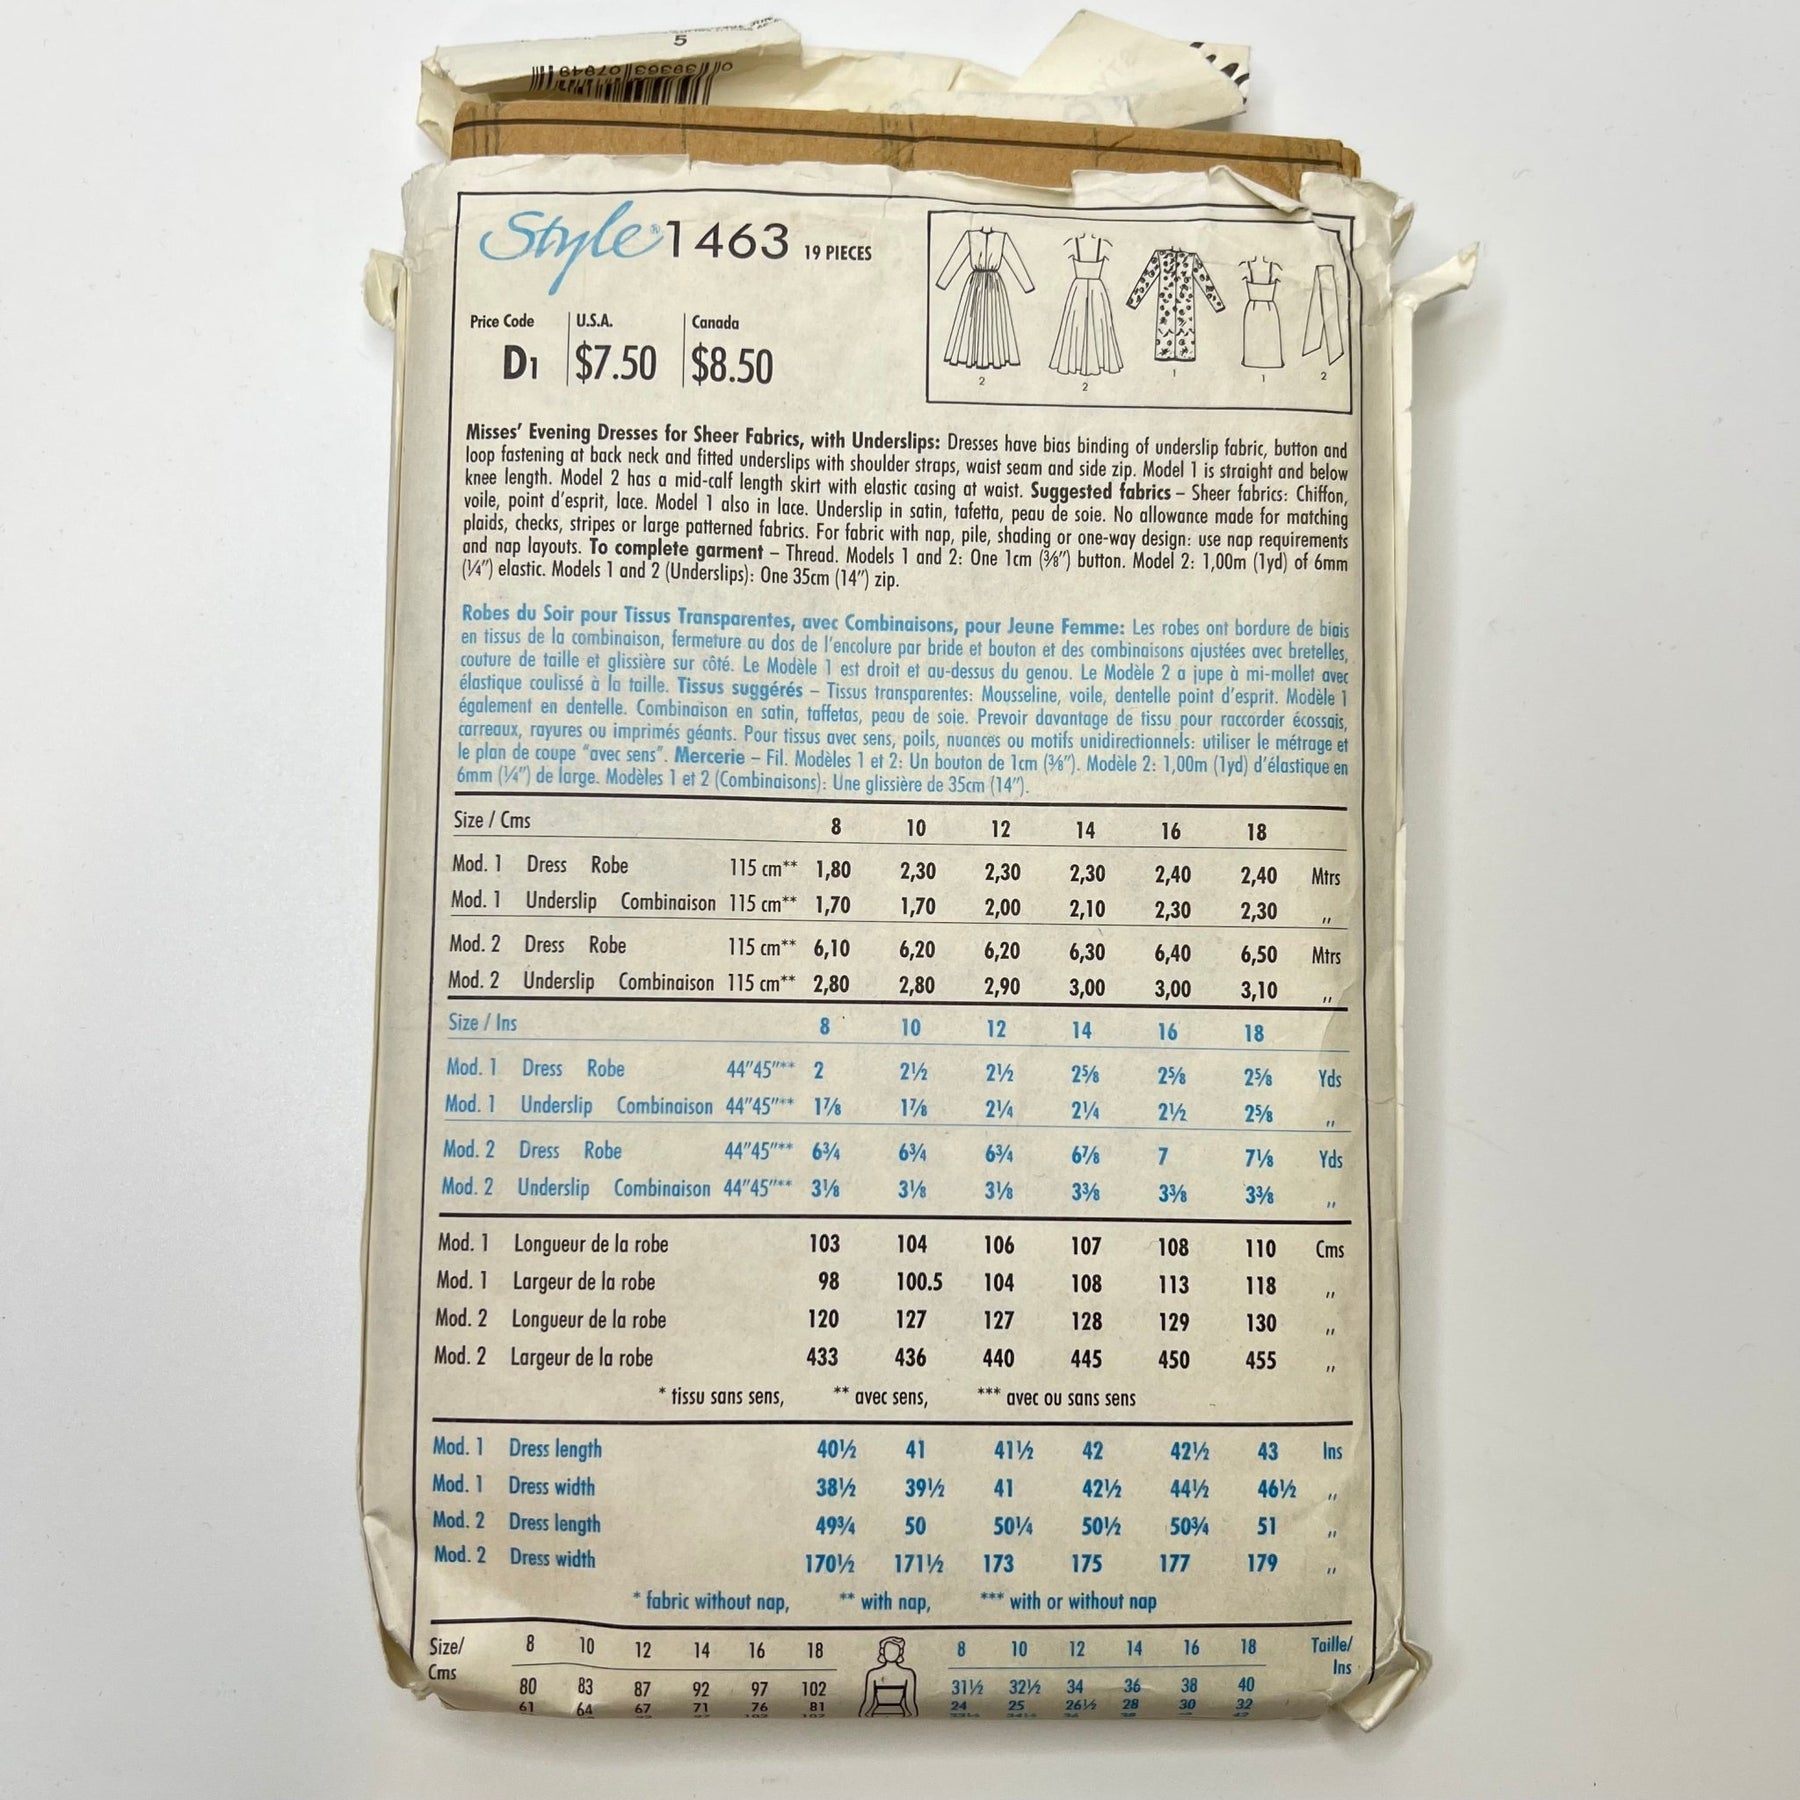 5
0 39363 07949
Style® 1463 19 PIECES
Price Code U.S.A. Canada
D1 $7.50 $8.50
2 2 1 1 2
Misses' Evening Dresses for Sheer Fabrics, with Underslips: Dresses have bias binding of underslip fabric, button and
loop fastening at back neck and fitted underslips with shoulder straps, waist seam and side zip. Model 1 is straight and below
knee length. Model 2 has a mid-calf length skirt with elastic casing at waist. Suggested fabrics – Sheer fabrics: Chiffon,
voile, point d'esprit, lace. Model 1 also in lace. Underslip in satin, tafetta, peau de soie. No allowance made for matching
plaids, checks, stripes or large patterned fabrics. For fabric with nap, pile, shading or one-way design: use nap requirements
and nap layouts. To complete garment – Thread. Models 1 and 2: One 1cm (⅜") button. Model 2: 1,00m (1yd) of 6mm
(¼") elastic. Models 1 and 2 (Underslips): One 35cm (14") zip.
Robes du Soir pour Tissus Transparentes, avec Combinaisons, pour Jeune Femme: Les robes ont bordure de biais
en tissus de la combinaison, fermeture au dos de l'encolure par bride et bouton et des combinaisons ajustées avec bretelles,
couture de taille et glissière sur côté. Le Modèle 1 est droit et au-dessus du genou. Le Modèle 2 a jupe à mi-mollet avec
élastique coulissé à la taille. Tissus suggérés – Tissus transparentes: Mousseline, voile, dentelle point d'esprit. Modèle 1
également en dentelle. Combinaison en satin, taffetas, peau de soie. Prevoir davantage de tissu pour raccorder écossais,
carreaux, rayures ou imprimés géants. Pour tissus avec sens, poils, nuances ou motifs unidirectionnels: utiliser le métrage et
le plan de coupe "avec sens". Mercerie – Fil. Modèles 1 et 2: Un bouton de 1cm (⅜"). Modèle 2: 1,00m (1yd) d'élastique en
6mm (¼") de large. Modèles 1 et 2 (Combinaisons): Une glissière de 35cm (14").
Size / Cms 8 10 12 14 16 18
Mod. 1 Dress Robe 115 cm** 1,80 2,30 2,30 2,30 2,40 2,40 Mtrs
Mod. 1 Underslip Combinaison 115 cm** 1,70 1,70 2,00 2,10 2,30 2,30 ,,
Mod. 2 Dress Robe 115 cm** 6,10 6,20 6,20 6,30 6,40 6,50 Mtrs
Mod. 2 Underslip Combinaison 115 cm** 2,80 2,80 2,90 3,00 3,00 3,10 ,,
Size / Ins 8 10 12 14 16 18
Mod. 1 Dress Robe 44"45"** 2 2½ 2½ 2⅝ 2⅝ 2⅝ Yds
Mod. 1 Underslip Combinaison 44"45"** 1⅞ 1⅞ 2¼ 2¼ 2½ 2⅝ ,,
Mod. 2 Dress Robe 44"45"** 6¾ 6¾ 6¾ 6⅞ 7 7⅛ Yds
Mod. 2 Underslip Combinaison 44"45"** 3⅛ 3⅛ 3⅛ 3⅜ 3⅜ 3⅜ ,,
Mod. 1 Longueur de la robe 103 104 106 107 108 110 Cms
Mod. 1 Largeur de la robe 98 100.5 104 108 113 118 ,,
Mod. 2 Longueur de la robe 120 127 127 128 129 130 ,,
Mod. 2 Largeur de la robe 433 436 440 445 450 455 ,,
* tissu sans sens, ** avec sens, *** avec ou sans sens
Mod. 1 Dress length 40½ 41 41½ 42 42½ 43 Ins
Mod. 1 Dress width 38½ 39½ 41 42½ 44½ 46½ ,,
Mod. 2 Dress length 49¾ 50 50¼ 50½ 50¾ 51 ,,
Mod. 2 Dress width 170½ 171½ 173 175 177 179 ,,
* fabric without nap, ** with nap, *** with or without nap
Size/ 8 10 12 14 16 18 8 10 12 14 16 18 Taille/
Cms Ins
80 83 87 92 97 102 31½ 32½ 34 36 38 40
61 64 67 71 76 81 24 25 26½ 28 30 32